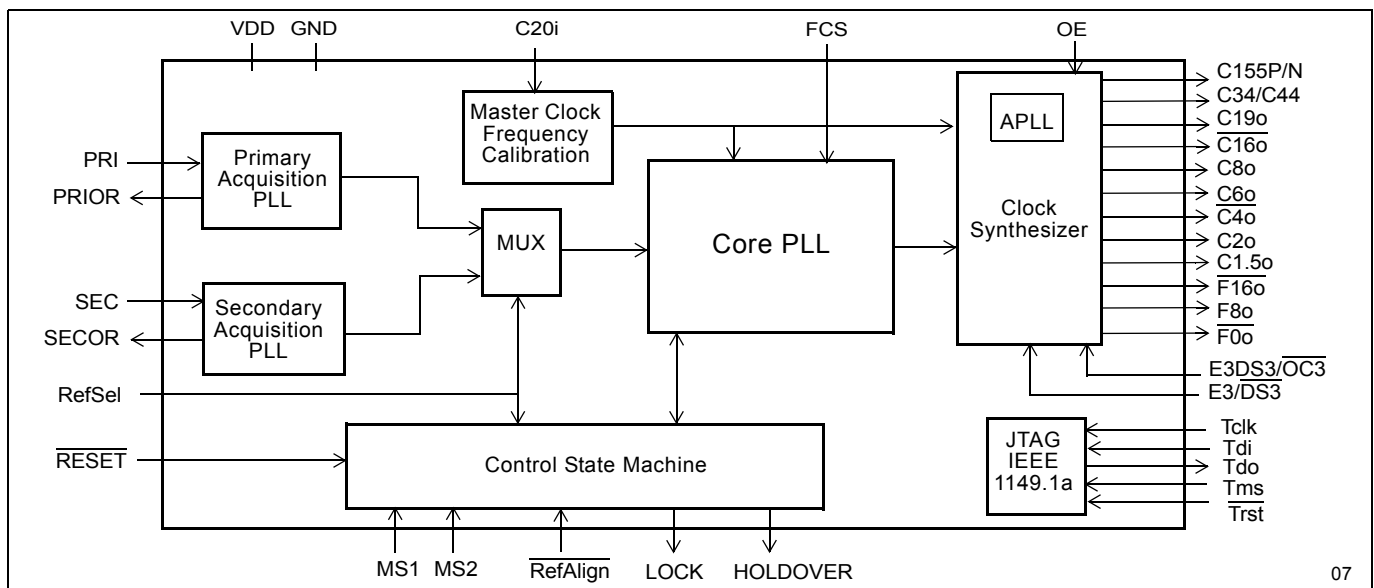 VDD GND C20i FCS OE
Master Clock
Frequency
Calibration
APLL
Clock
Synthesizer
C155P/N
C34/C44
C19o
C16o
C8o
C6o
C4o
C2o
C1.5o
F16o
F8o
F0o
PRI
PRIOR
Primary
Acquisition
PLL
MUX
Core PLL
SEC
SECOR
Secondary
Acquisition
PLL
E3DS3/OC3
E3/DS3
RefSel
RESET
Control State Machine
JTAG
IEEE
1149.1a
Tclk
Tdi
Tdo
Tms
Trst
MS1 MS2 RefAlign LOCK HOLDOVER
07